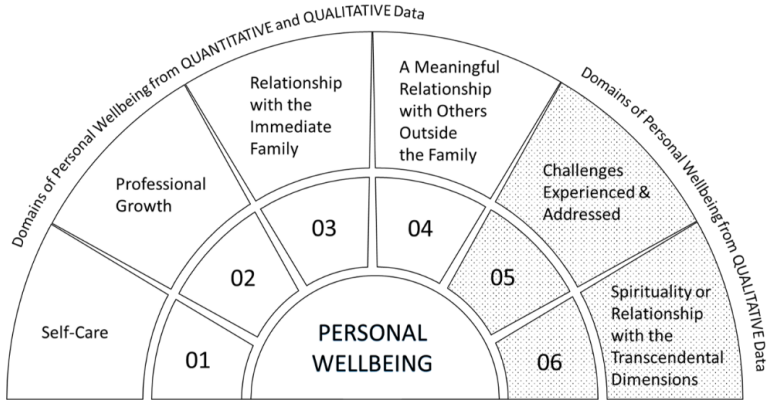 Domains of Personal Wellbeing from QUANTITATIVE and QUALITATIVE Data
Domains of Personal Wellbeing from QUALITATIVE Data
Self-Care
01
Professional
Growth
02
Relationship
with the
Immediate
Family
03
A Meaningful
Relationship
with Others
Outside
the Family
04
Challenges
Experienced &
Addressed
05
Spirituality or
Relationship
with the
Transcendental
Dimensions
06
PERSONAL
WELLBEING